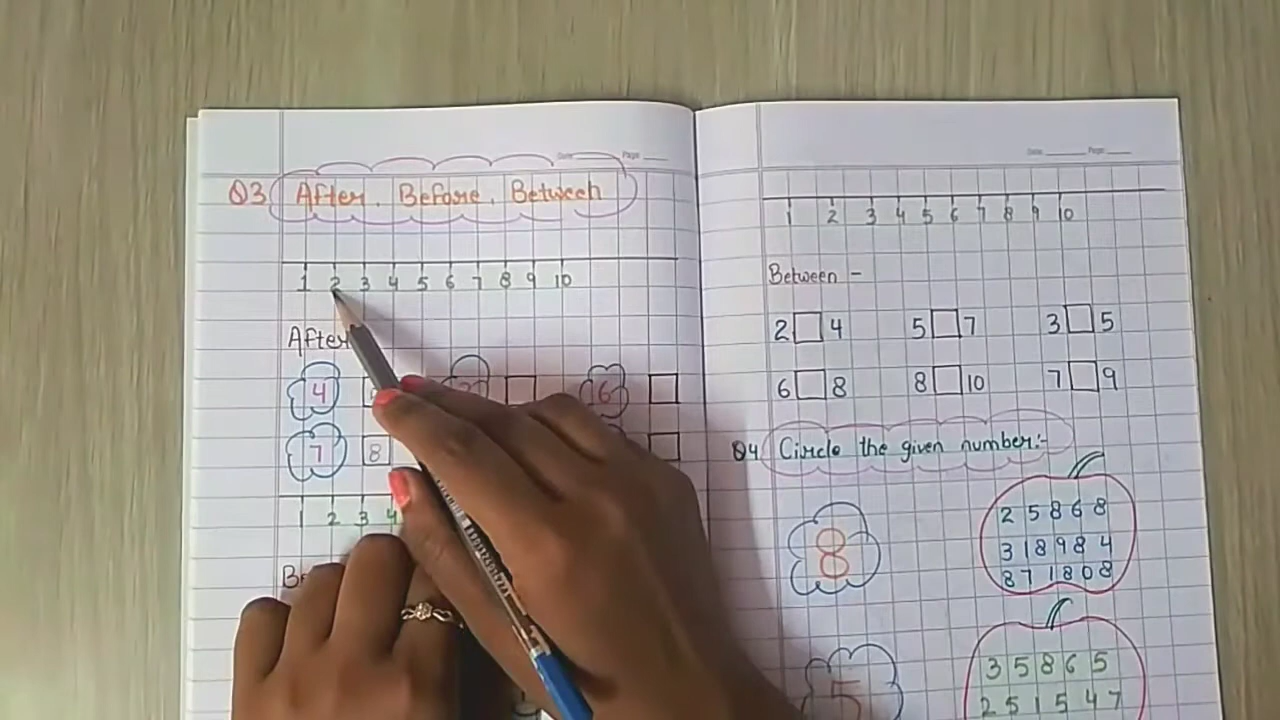 Date: Page:
Q3 After, Before, Between
1 2 3 4 5 6 7 8 9 10
After
4 6
7 8
1 2 3 4
Be
Date: Page:
1 2 3 4 5 6 7 8 9 10
Between -
2 4 5 7 3 5
6 8 8 10 7 9
Q4 Circle the given number:-
8
2 5 8 6 8
3 1 8 9 8 4
8 7 1 8 0 8
5
3 5 8 6 5
2 5 1 5 4 7